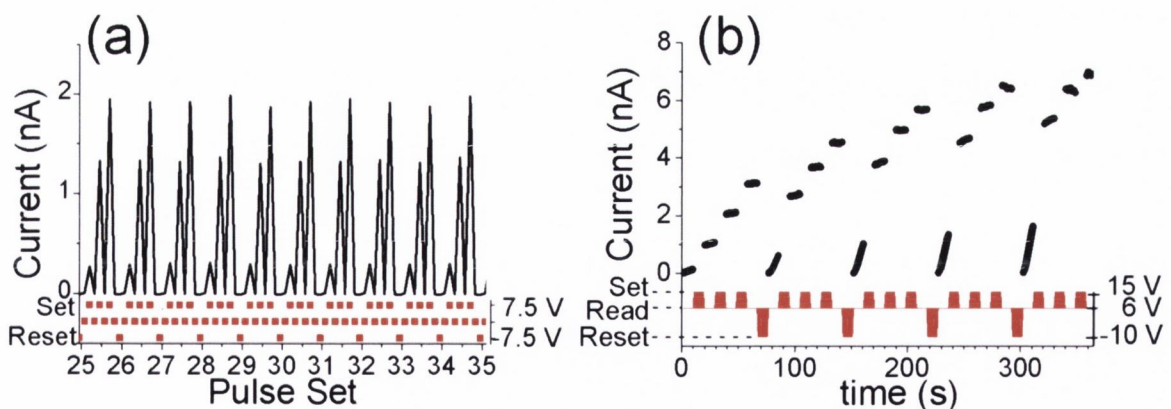 (a)
Current (nA)
2
1
0
Set
Reset
7.5 V
-7.5 V
25 26 27 28 29 30 31 32 33 34 35
Pulse Set
(b)
Current (nA)
8
6
4
2
0
Set
Read
Reset
15 V
6 V
-10 V
0 100 200 300
time (s)